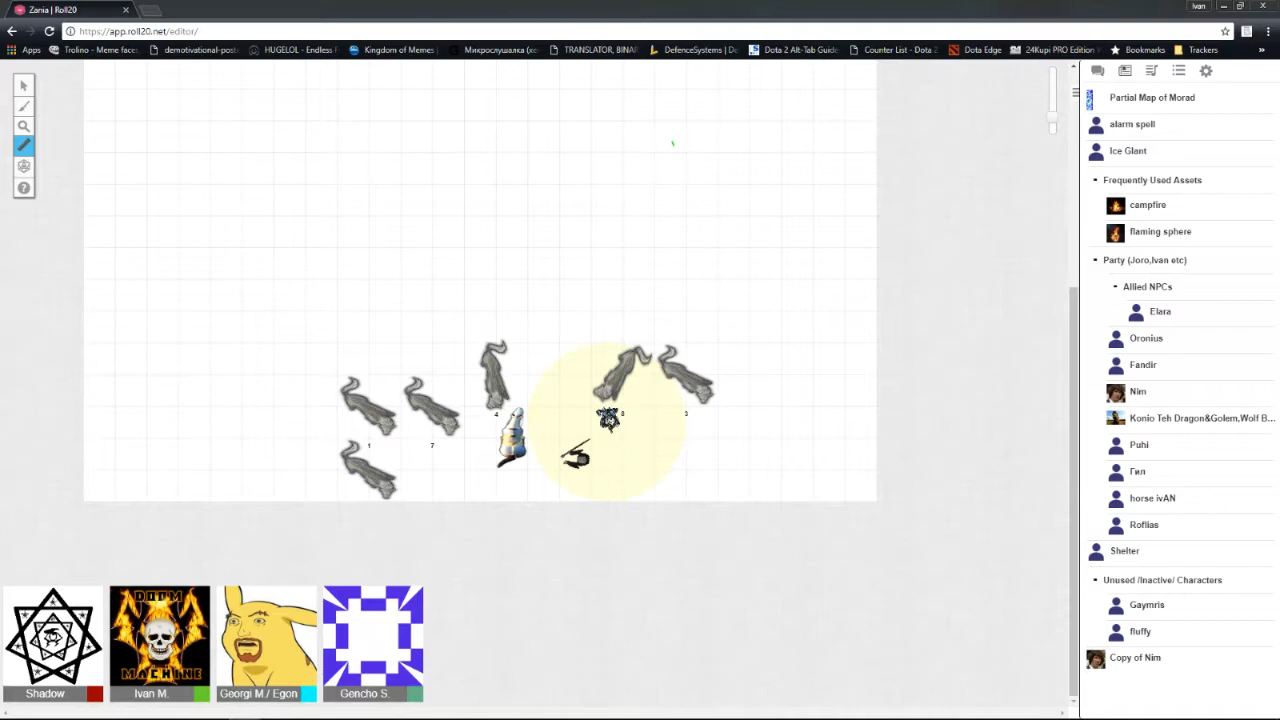 Zania | Roll20
Ivan
https://app.roll20.net/editor/
Apps
Trolino - Meme faces
demotivational-post
HUGELOL - Endless F
Kingdom of Memes |
Микрослушалка (кет
TRANSLATOR, BINAR
DefenceSystems | De
Dota 2 Alt-Tab Guide
Counter List - Dota 2
Dota Edge
24Kupi PRO Edition V
Bookmarks
Trackers
»
Partial Map of Morad
alarm spell
Ice GIant
Frequently Used Assets
campfire
flaming sphere
Party (Joro,Ivan etc)
Allied NPCs
Elara
Oronius
Fandir
Nim
Konio Teh Dragon&Golem,Wolf B...
Puhi
Гил
horse ivAN
Roflias
Shelter
Unused /Inactive/ Characters
Gaymris
fluffy
Copy of Nim
4
3
1
7
Shadow
Ivan M.
Georgi M / Egon
Gencho S.
DOOM
MACHINE